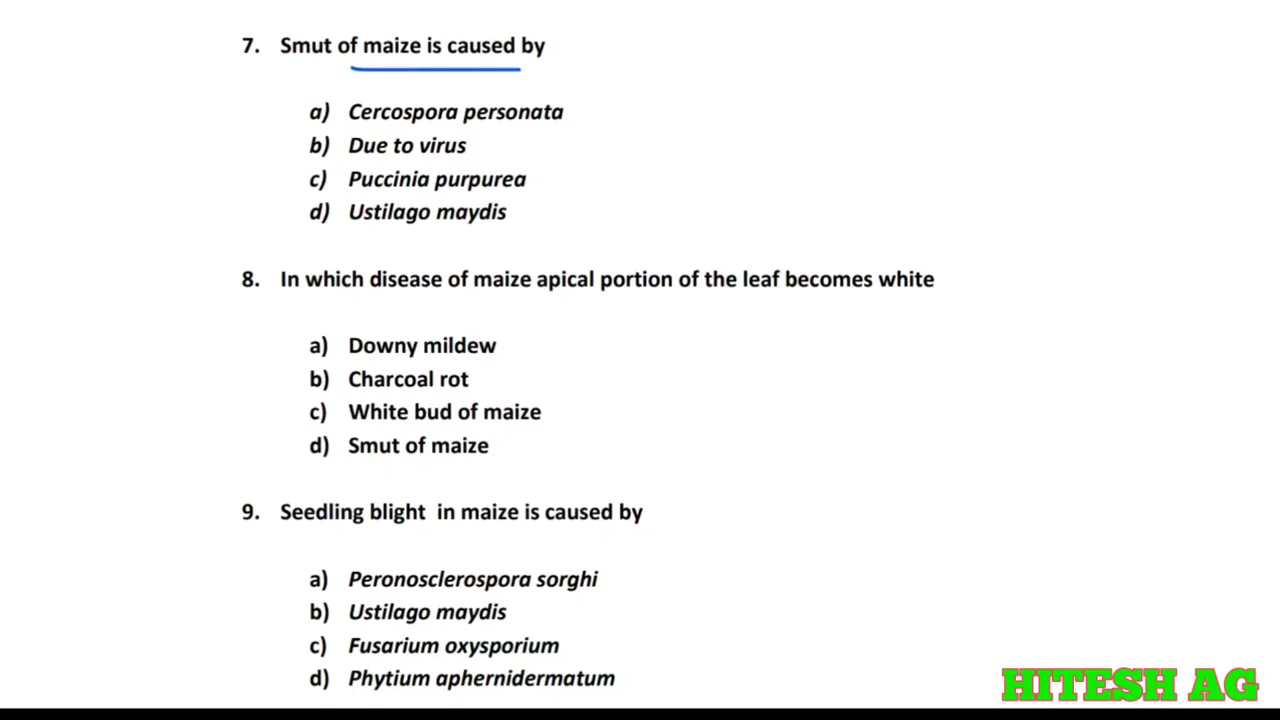 7. Smut of maize is caused by
a) Cercospora personata
b) Due to virus
c) Puccinia purpurea
d) Ustilago maydis
8. In which disease of maize apical portion of the leaf becomes white
a) Downy mildew
b) Charcoal rot
c) White bud of maize
d) Smut of maize
9. Seedling blight in maize is caused by
a) Peronosclerospora sorghi
b) Ustilago maydis
c) Fusarium oxysporium
d) Phytium aphernidermatum
HITESH AG